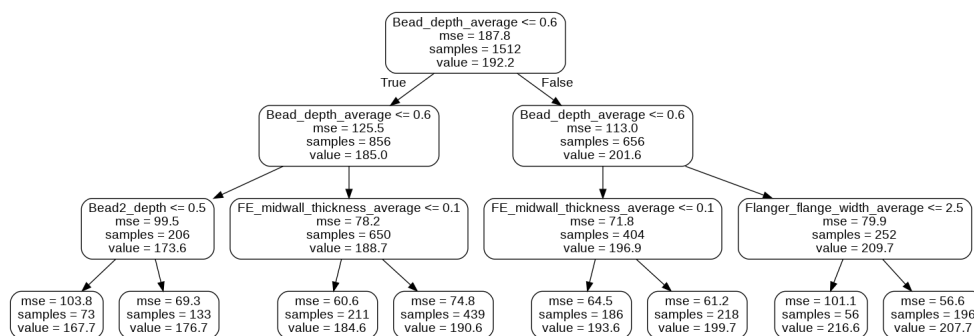 Bead_depth_average <= 0.6
mse = 187.8
samples = 1512
value = 192.2
True
False
Bead_depth_average <= 0.6
mse = 125.5
samples = 856
value = 185.0
Bead_depth_average <= 0.6
mse = 113.0
samples = 656
value = 201.6
Bead2_depth <= 0.5
mse = 99.5
samples = 206
value = 173.6
FE_midwall_thickness_average <= 0.1
mse = 78.2
samples = 650
value = 188.7
FE_midwall_thickness_average <= 0.1
mse = 71.8
samples = 404
value = 196.9
Flanger_flange_width_average <= 2.5
mse = 79.9
samples = 252
value = 209.7
mse = 103.8
samples = 73
value = 167.7
mse = 69.3
samples = 133
value = 176.7
mse = 60.6
samples = 211
value = 184.6
mse = 74.8
samples = 439
value = 190.6
mse = 64.5
samples = 186
value = 193.6
mse = 61.2
samples = 218
value = 199.7
mse = 101.1
samples = 56
value = 216.6
mse = 56.6
samples = 196
value = 207.7